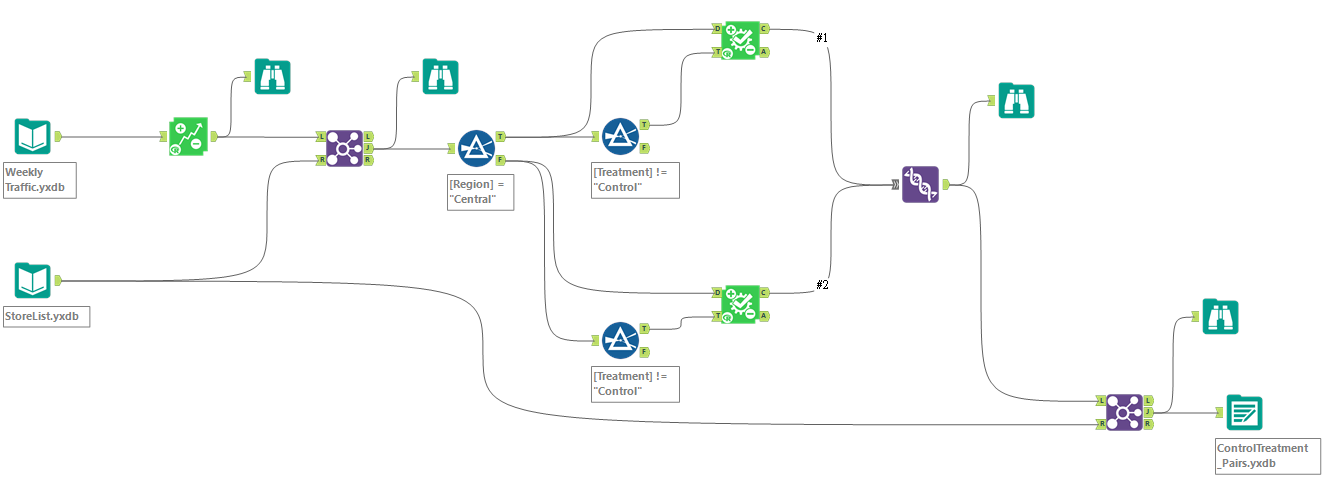 D
C
#1
T
A
L
L
T
T
J
R
R
F
F
Weekly
Traffic.yxdb
[Region] =
"Central"
[Treatment] !=
"Control"
D
C
#2
T
A
StoreList.yxdb
T
F
[Treatment] !=
"Control"
L
L
J
R
R
ControlTreatment
_Pairs.yxdb